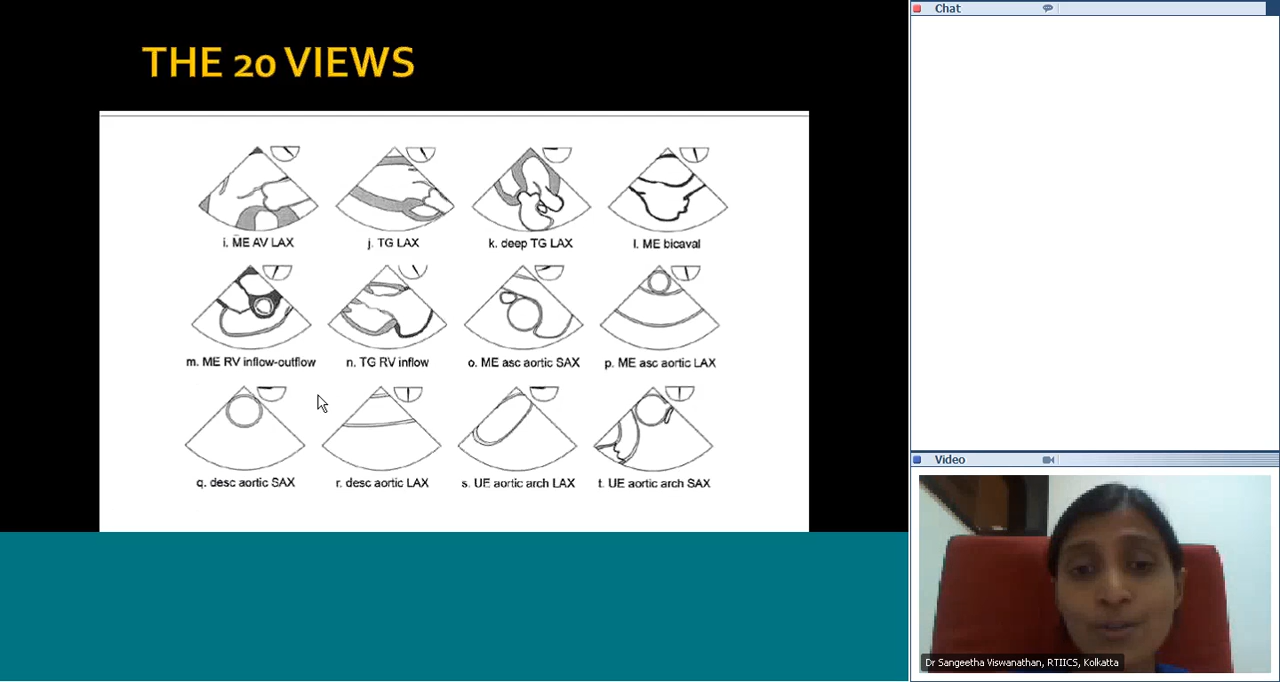 THE 20 VIEWS
i. ME AV LAX
j. TG LAX
k. deep TG LAX
l. ME bicaval
m. ME RV inflow-outflow
n. TG RV inflow
o. ME asc aortic SAX
p. ME asc aortic LAX
q. desc aortic SAX
r. desc aortic LAX
s. UE aortic arch LAX
t. UE aortic arch SAX
Chat
Video
Dr Sangeetha Viswanathan, RTIICS, Kolkatta